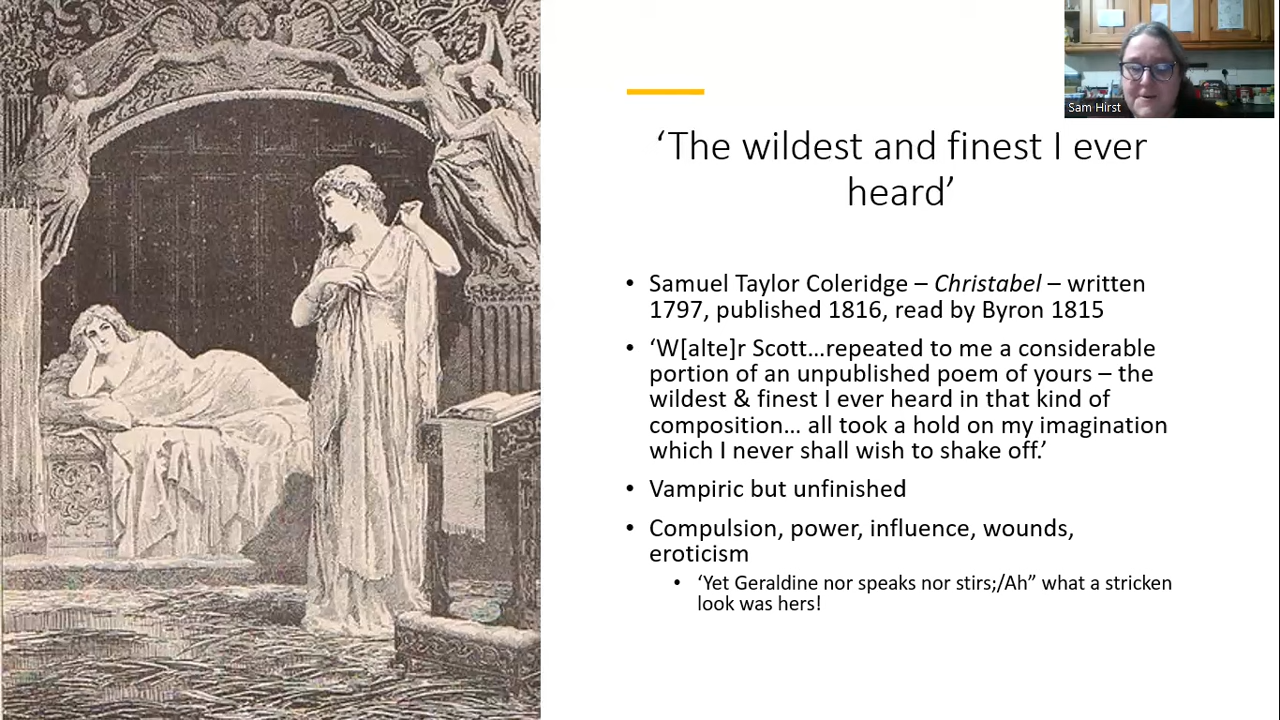 Sam Hirst
‘The wildest and finest I ever
heard’
• Samuel Taylor Coleridge – Christabel – written
1797, published 1816, read by Byron 1815
• ‘W[alte]r Scott…repeated to me a considerable
portion of an unpublished poem of yours – the
wildest & finest I ever heard in that kind of
composition… all took a hold on my imagination
which I never shall wish to shake off.’
• Vampiric but unfinished
• Compulsion, power, influence, wounds,
eroticism
• ‘Yet Geraldine nor speaks nor stirs;/Ah” what a stricken
look was hers!